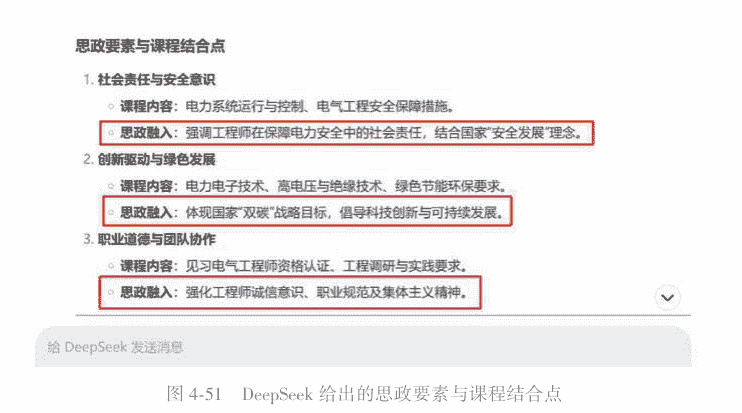 思政要素与课程结合点
1. 社会责任与安全意识
○ 课程内容：电力系统运行与控制、电气工程安全保障措施。
○ 思政融入：强调工程师在保障电力安全中的社会责任，结合国家“安全发展”理念。
2. 创新驱动与绿色发展
○ 课程内容：电力电子技术、高电压与绝缘技术、绿色节能环保要求。
○ 思政融入：体现国家“双碳”战略目标，倡导科技创新与可持续发展。
3. 职业道德与团队协作
○ 课程内容：见习电气工程师资格认证、工程调研与实践要求。
○ 思政融入：强化工程师诚信意识、职业规范及集体主义精神。
给 DeepSeek 发送消息
图 4-51 DeepSeek 给出的思政要素与课程结合点